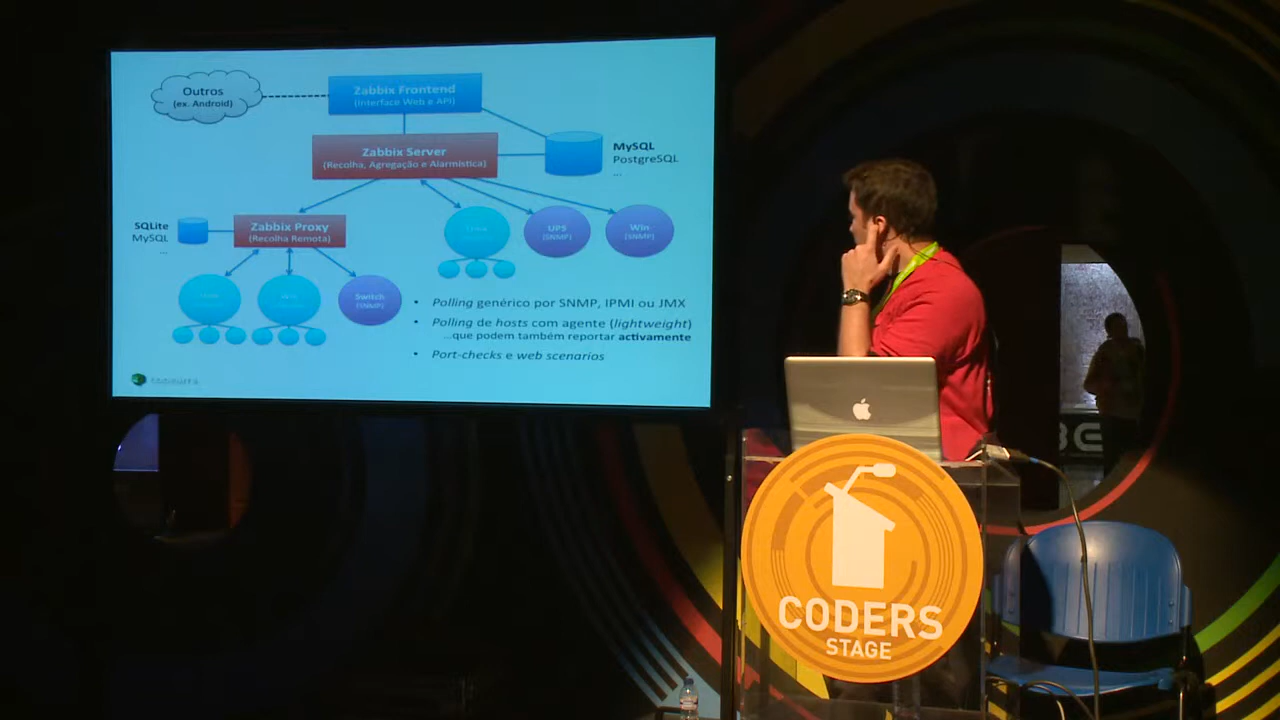 Outros
(ex. Android)
Zabbix Frontend
(Interface Web e API)
Zabbix Server
(Recolha, Agregação e Alarmística)
MySQL
PostgreSQL
...
SQLite
MySQL
...
Zabbix Proxy
(Recolha Remota)
UPS
(SNMP)
Win
(SNMP)
Switch
(SNMP)
• Polling genérico por SNMP, IPMI ou JMX
• Polling de hosts com agente (lightweight)
...que podem também reportar activamente
• Port-checks e web scenarios
CODERS
STAGE